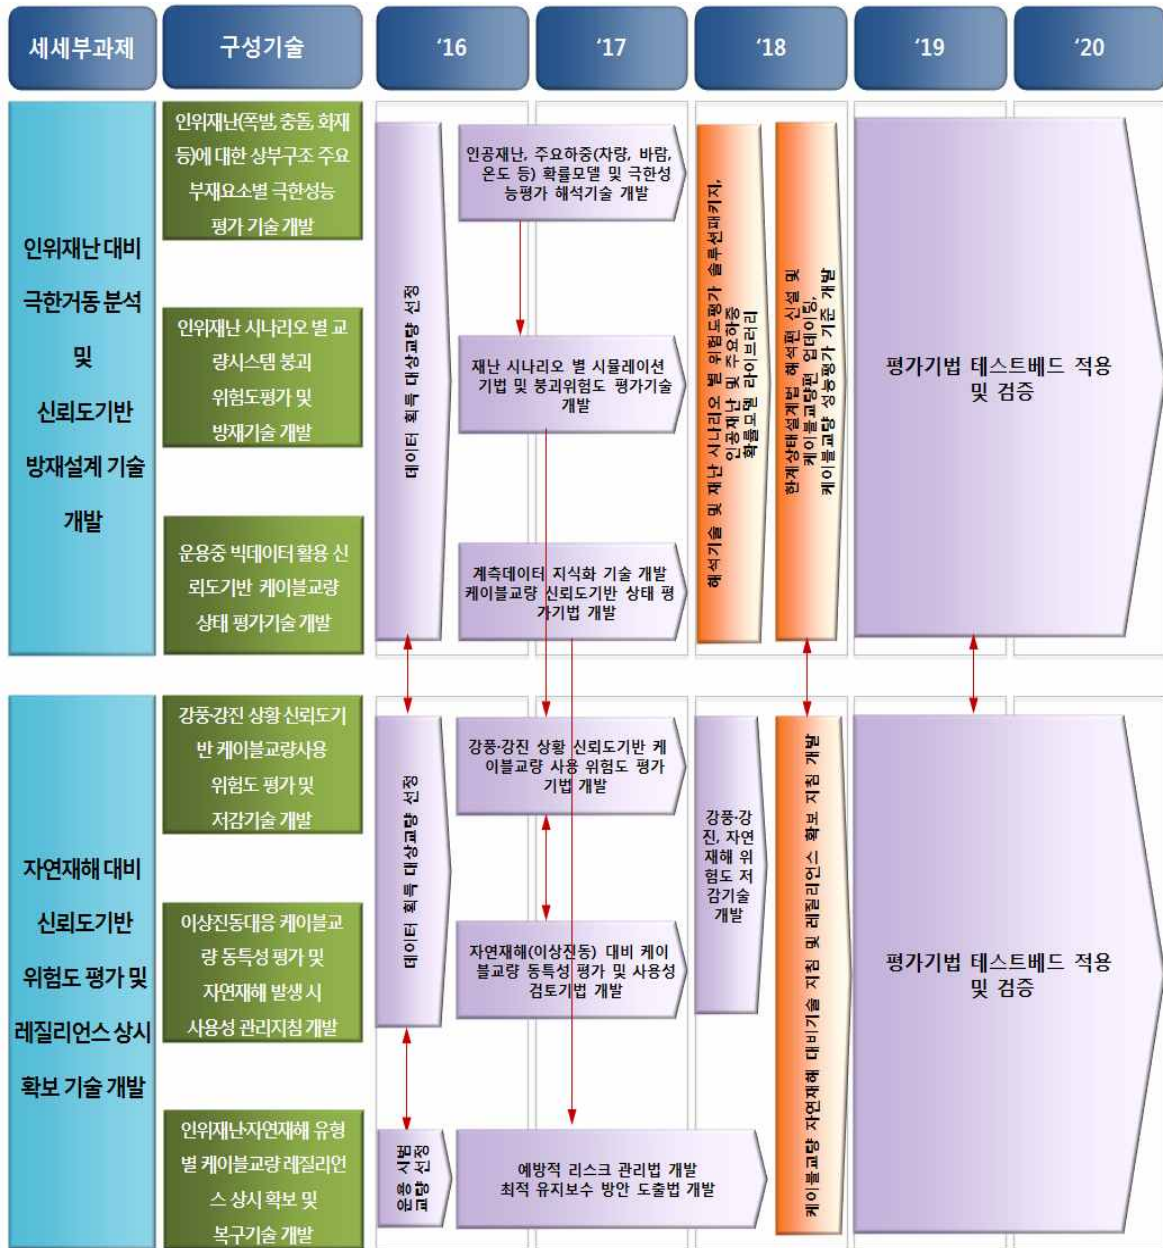 세세부과제
구성기술
‘16
‘17
‘18
‘19
‘20
인위재난 대비
극한거동 분석
및
신뢰도기반
방재설계 기술
개발
인위재난(폭발, 충돌, 화재
등)에 대한 상부구조 주요
부재요소별 극한성능
평가 기술 개발
인위재난 시나리오 별 교
량시스템 붕괴
위험도평가 및
방재기술 개발
운용중 빅데이터 활용 신
뢰도기반 케이블교량
상태 평가기술 개발
데이터 획득 대상교량 선정
인공재난, 주요하중(차량, 바람,
온도 등) 확률모델 및 극한성
능평가 해석기술 개발
재난 시나리오 별 시뮬레이션
기법 및 붕괴위험도 평가기술
개발
계측데이터 지식화 기술 개발
케이블교량 신뢰도기반 상태 평
가기법 개발
해석기술 및 재난 시나리오 별 위험도평가 솔루션패키지,
인공재난 및 주요하중
확률모델 라이브러리
한계상태설계법 해석편 신설 및
케이블교량편 업데이팅,
케이블교량 성능평가 기준 개발
평가기법 테스트베드 적용
및 검증
자연재해 대비
신뢰도기반
위험도 평가 및
레질리언스 상시
확보 기술 개발
강풍·강진 상황 신뢰도기
반 케이블교량사용
위험도 평가 및
저감기술 개발
이상진동대응 케이블교
량 동특성 평가 및
자연재해 발생 시
사용성 관리지침 개발
인위재난·자연재해 유형
별 케이블교량 레질리언
스 상시 확보 및
복구기술 개발
데이터 획득 대상교량 선정
운용 시범
교량 선정
강풍·강진 상황 신뢰도기반 케
이블교량 사용 위험도 평가
기법 개발
자연재해(이상진동) 대비 케이
블교량 동특성 평가 및 사용성
검토기법 개발
예방적 리스크 관리법 개발
최적 유지보수 방안 도출법 개발
강풍·강
진, 자연
재해 위
험도 저
감기술
개발
케이블교량 자연재해 대비기술 지침 및 레질리언스 확보 지침 개발
평가기법 테스트베드 적용
및 검증